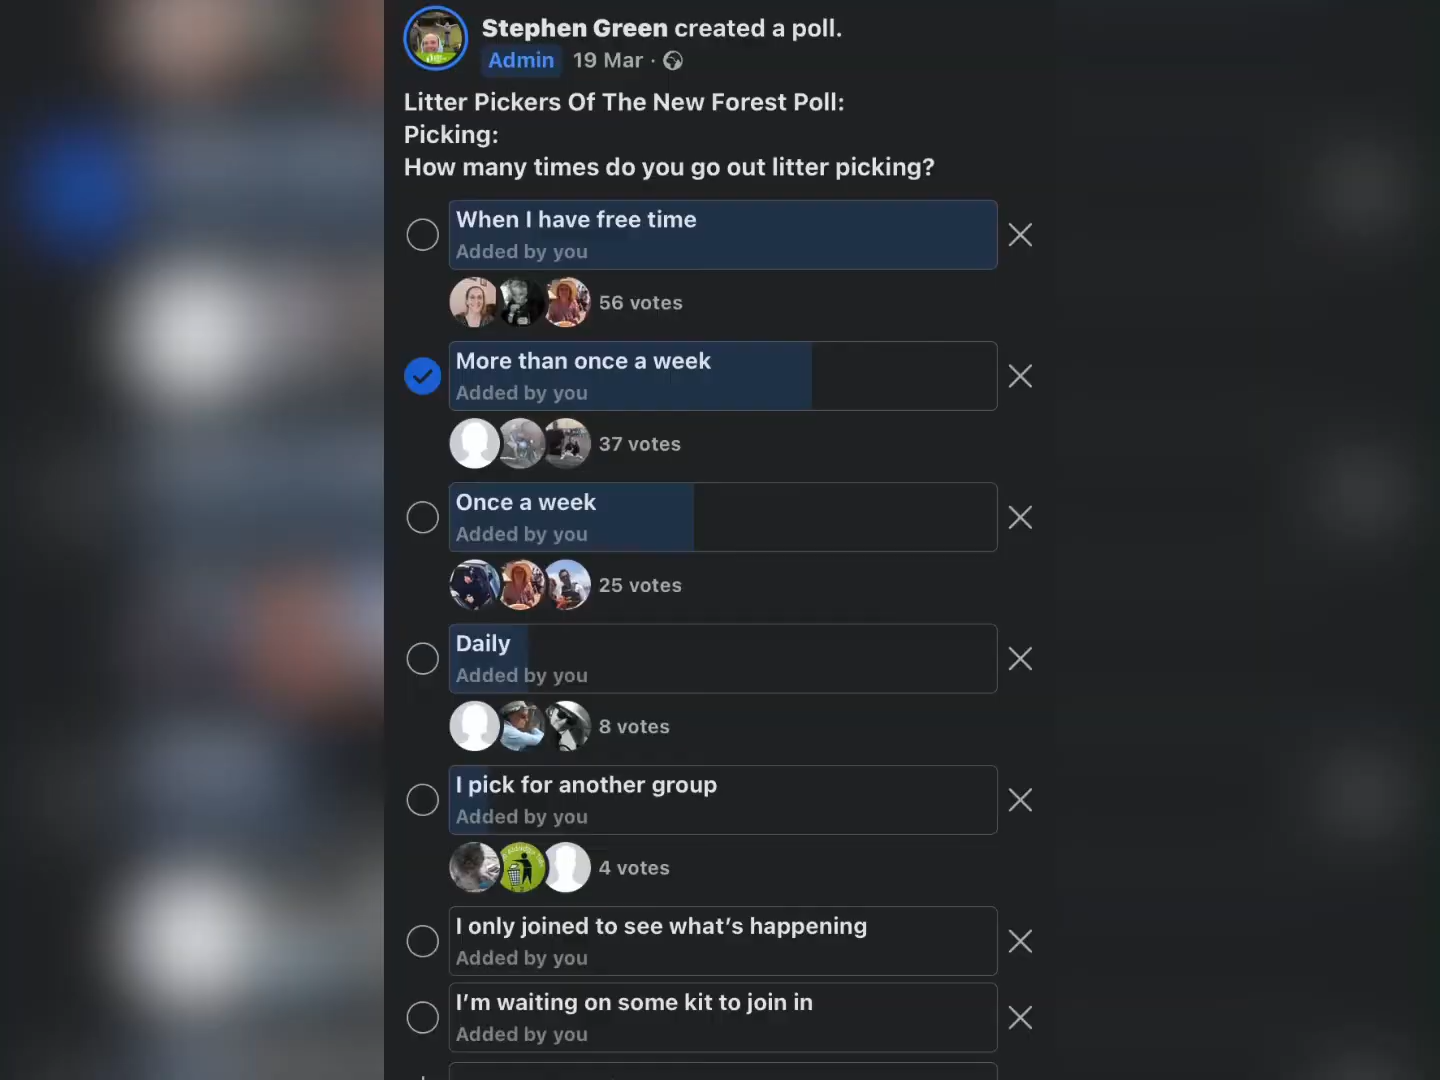 Stephen Green created a poll.
Admin 19 Mar ·
Litter Pickers Of The New Forest Poll:
Picking:
How many times do you go out litter picking?
When I have free time
Added by you
56 votes
More than once a week
Added by you
37 votes
Once a week
Added by you
25 votes
Daily
Added by you
8 votes
I pick for another group
Added by you
4 votes
I only joined to see what’s happening
Added by you
I’m waiting on some kit to join in
Added by you